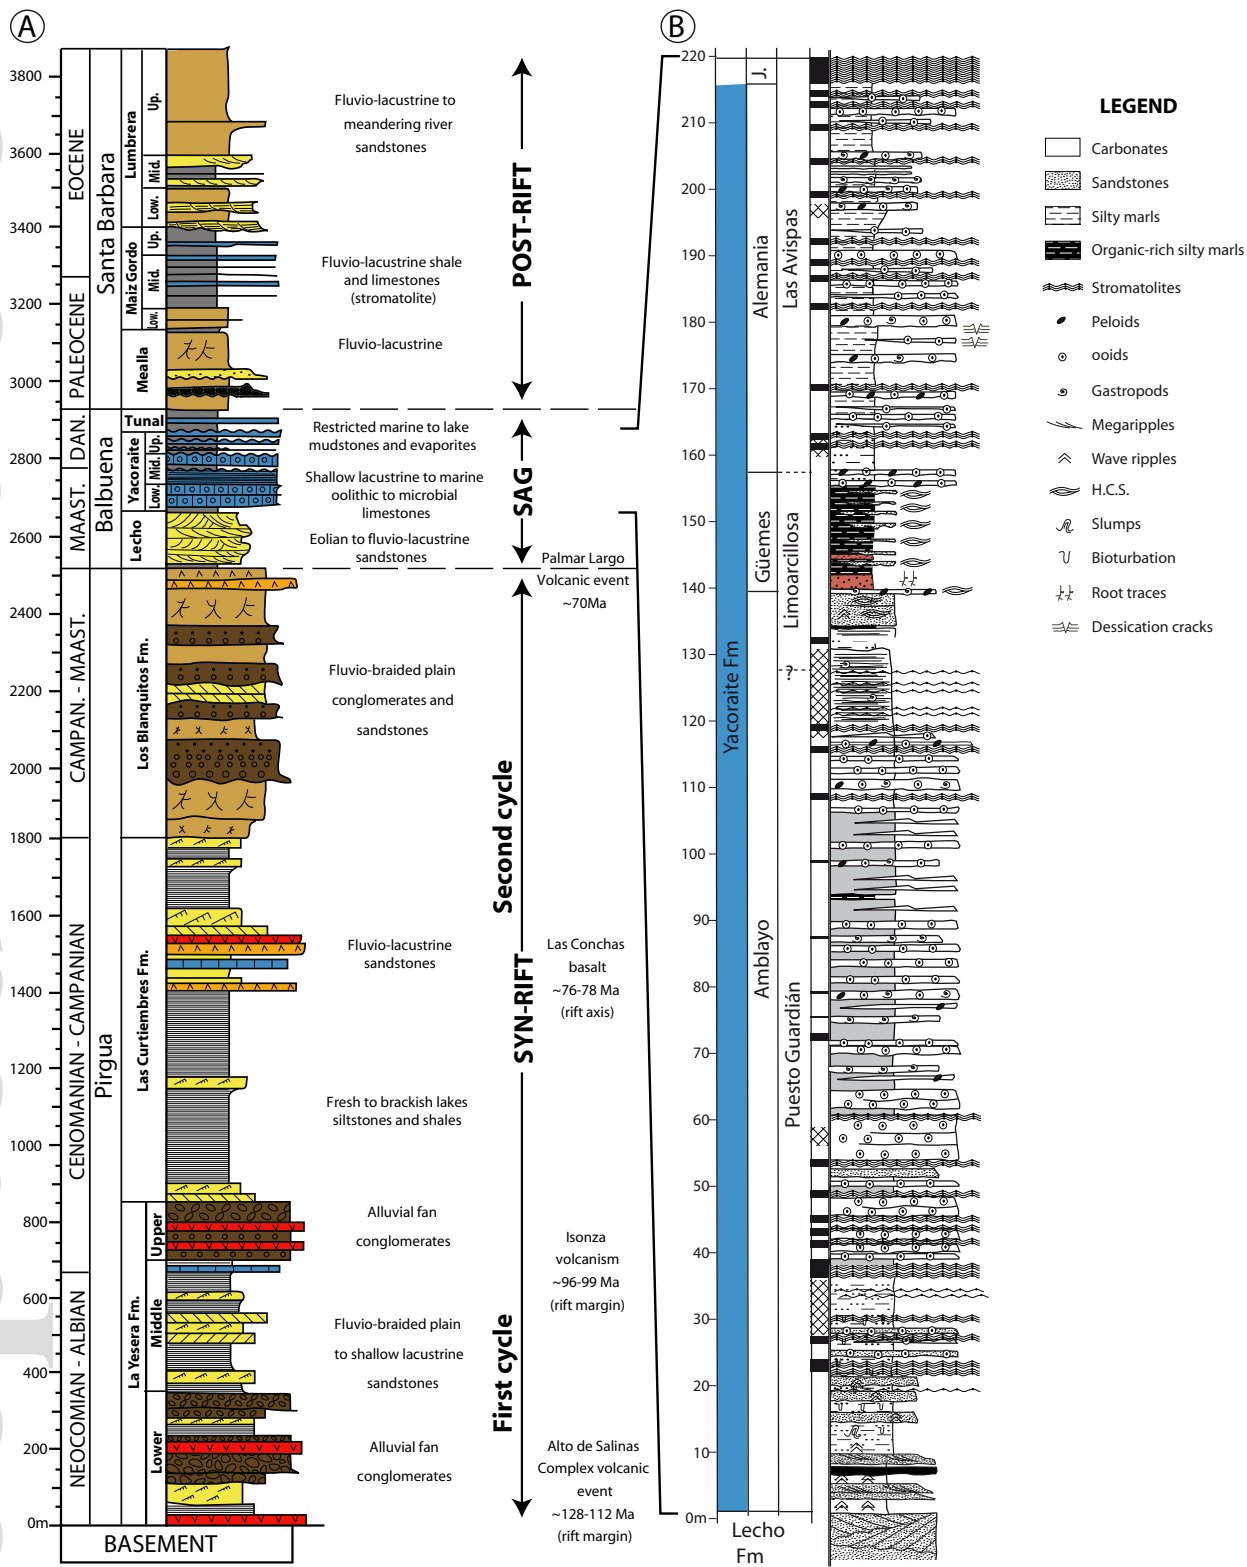 A
3800
3600
3400
3200
3000
2800
2600
2400
2200
2000
1800
1600
1400
1200
1000
800
600
400
200
0m
EOCENE
PALEOCENE
DAN.
MAAST.
CAMPAN. - MAAST.
CENOMANIAN - CAMPANIAN
NEOCOMIAN - ALBIAN
Santa Barbara
Balbuena
Pirgua
Lumbrera
Up.
Mid.
Low.
Maiz Gordo
Up.
Mid.
Low.
Mealla
Tunal
Yacoraite
Up.
Mid.
Low.
Lecho
Los Blanquitos Fm.
Las Curtiembres Fm.
La Yesera Fm.
Upper
Middle
Lower
BASEMENT
Fluvio-lacustrine to
meandering river
sandstones
Fluvio-lacustrine shale
and limestones
(stromatolite)
Fluvio-lacustrine
Restricted marine to lake
mudstones and evaporites
Shallow lacustrine to marine
oolithic to microbial
limestones
Eolian to fluvio-lacustrine
sandstones
Fluvio-braided plain
conglomerates and
sandstones
Fluvio-lacustrine
sandstones
Fresh to brackish lakes
siltstones and shales
Alluvial fan
conglomerates
Fluvio-braided plain
to shallow lacustrine
sandstones
Alluvial fan
conglomerates
POST-RIFT
SAG
SYN-RIFT
Second cycle
First cycle
Palmar Largo
Volcanic event
~70Ma
Las Conchas
basalt
~76-78 Ma
(rift axis)
Isonza
volcanism
~96-99 Ma
(rift margin)
Alto de Salinas
Complex volcanic
event
~128-112 Ma
(rift margin)
B
220
210
200
190
180
170
160
150
140
130
120
110
100
90
80
70
60
50
40
30
20
10
0m
Yacoraite Fm
Lecho
Fm
J.
Alemania
Güemes
Amblayo
Las Avispas
Limoarcillosa
?
Puesto Guardián
LEGEND
Carbonates
Sandstones
Silty marls
Organic-rich silty marls
Stromatolites
Peloids
ooids
Gastropods
Megaripples
Wave ripples
H.C.S.
Slumps
Bioturbation
Root traces
Dessication cracks